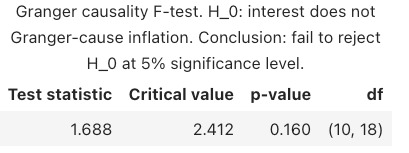 Granger causality F-test. H_0: interest does not
Granger-cause inflation. Conclusion: fail to reject
H_0 at 5% significance level.
Test statistic Critical value p-value df
1.688 2.412 0.160 (10, 18)